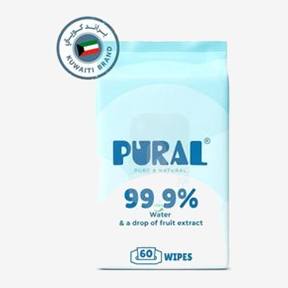 براند كويتي
KUWAITI BRAND
PURAL®
PURE & NATURAL
99.9%
Water
& a drop of fruit extract
60 WIPES